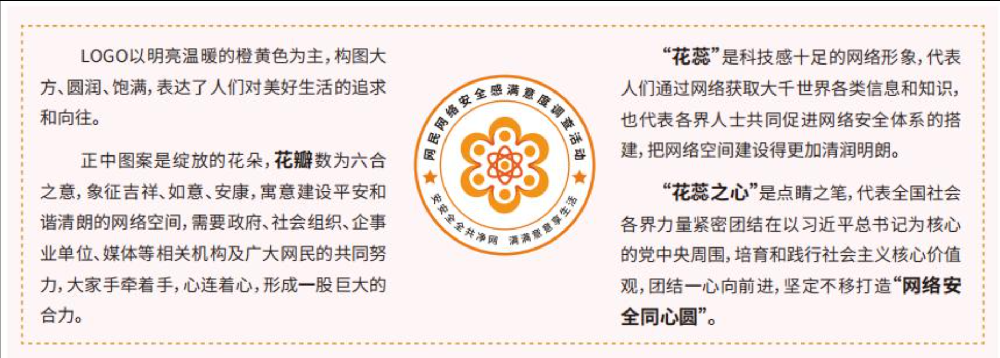 LOGO以明亮温暖的橙黄色为主，构图大
方、圆润、饱满，表达了人们对美好生活的追求
和向往。
正中图案是绽放的花朵，花瓣数为六合
之意，象征吉祥、如意、安康，寓意建设平安和
谐清朗的网络空间，需要政府、社会组织、企事
业单位、媒体等相关机构及广大网民的共同努
力，大家手牵着手，心连着心，形成一股巨大的
合力。
网民网络安全感满意度调查活动
安安全全共净网 满满意意享生活
“花蕊”是科技感十足的网络形象，代表
人们通过网络获取大千世界各类信息和知识，
也代表各界人士共同促进网络安全体系的搭
建，把网络空间建设得更加清润明朗。
“花蕊之心”是点睛之笔，代表全国社会
各界力量紧密团结在以习近平总书记为核心
的党中央周围，培育和践行社会主义核心价值
观，团结一心向前进，坚定不移打造“网络安
全同心圆”。